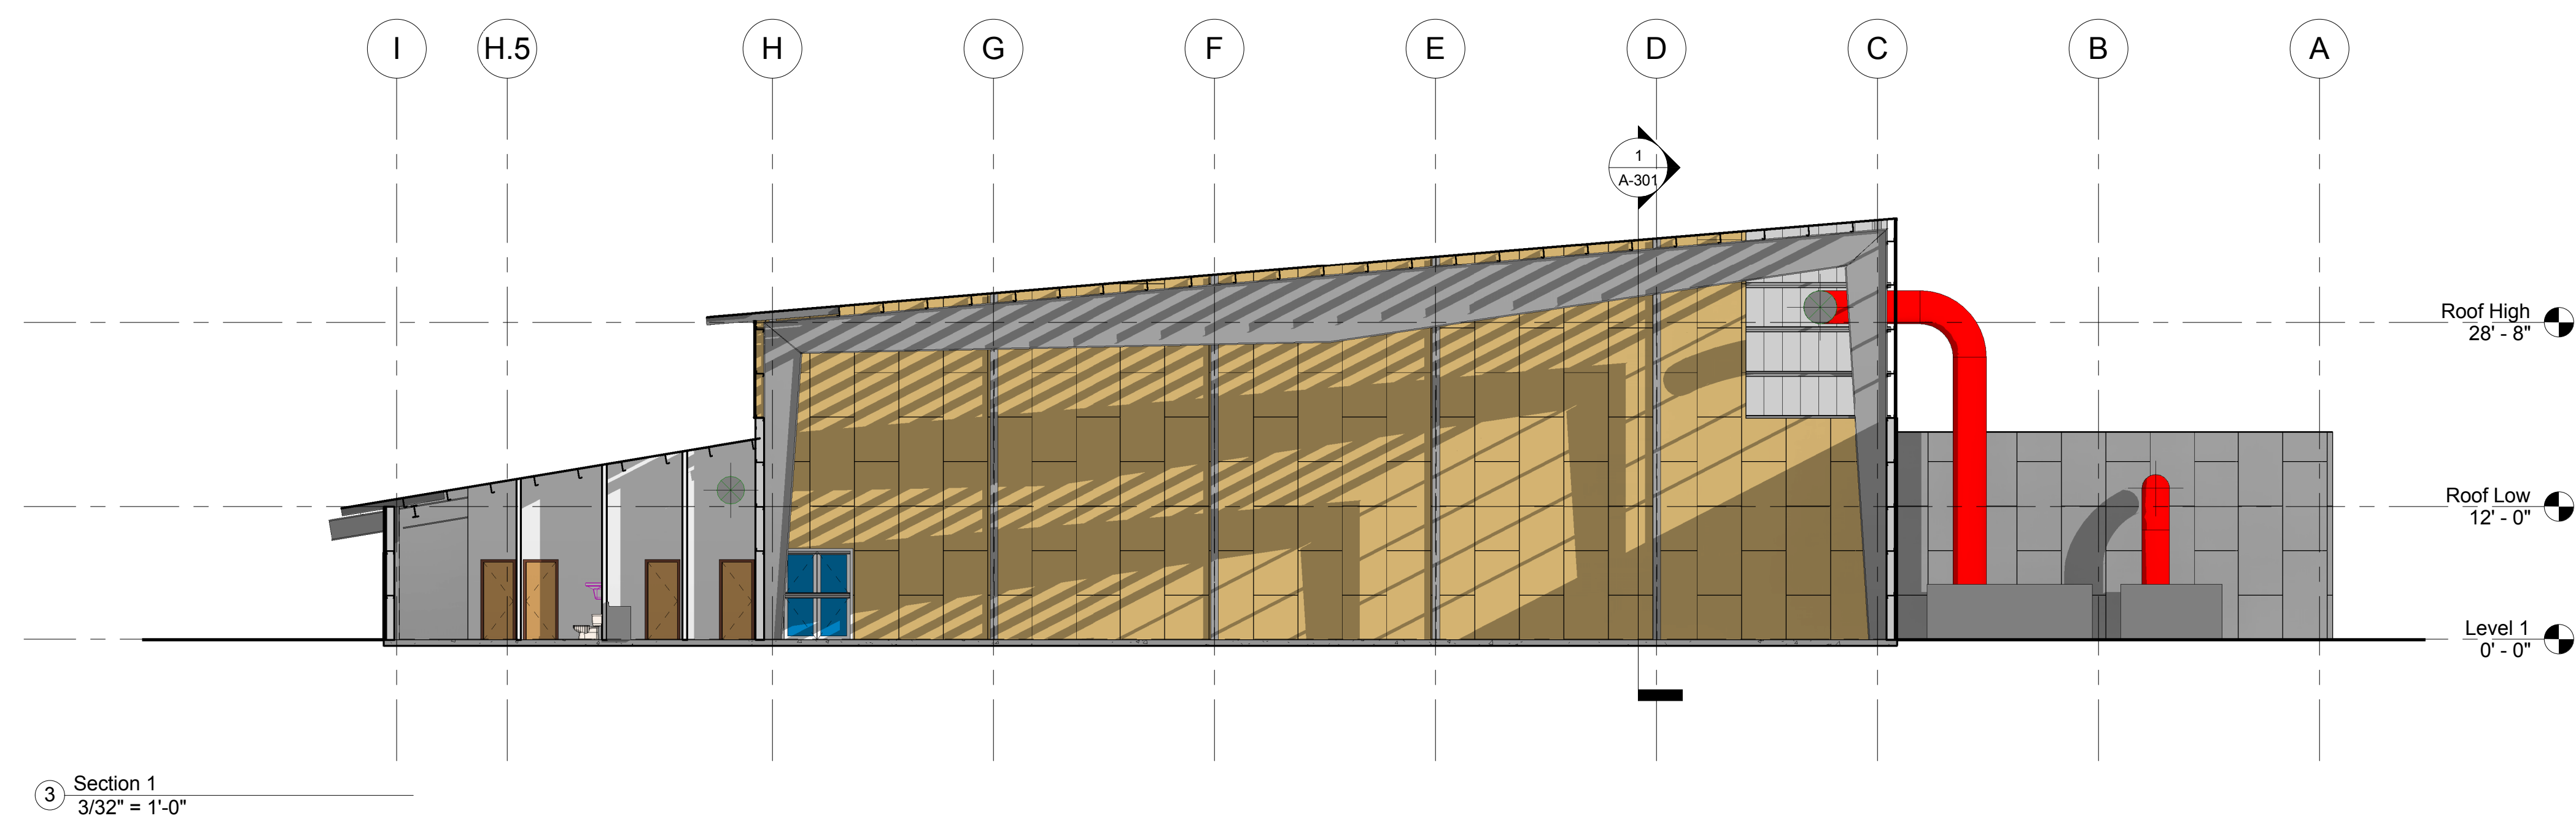 I
H.5
H
G
F
E
D
C
B
A
1
A-301
Roof High
28' - 8"
Roof Low
12' - 0"
Level 1
0' - 0"
3
Section 1
3/32" = 1'-0"